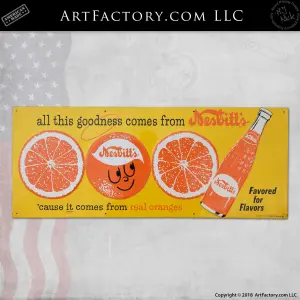 ArtFactory.com LLC
all this goodness comes from Nesbitt's
Nesbitt's
Nesbitt's
'cause it comes from real oranges
Favored
for
Flavors
Copyright © 2018 ArtFactory.com LLC